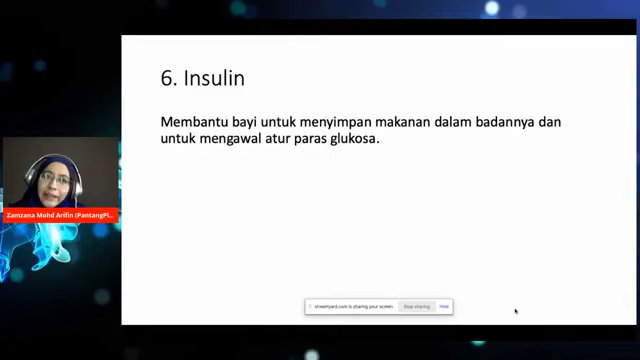 6. Insulin
Membantu bayi untuk menyimpan makanan dalam badannya dan
untuk mengawal atur paras glukosa.
Zamzana Mohd Arifin (PantangPl...
streamyard.com is sharing your screen.
Stop sharing
Hide